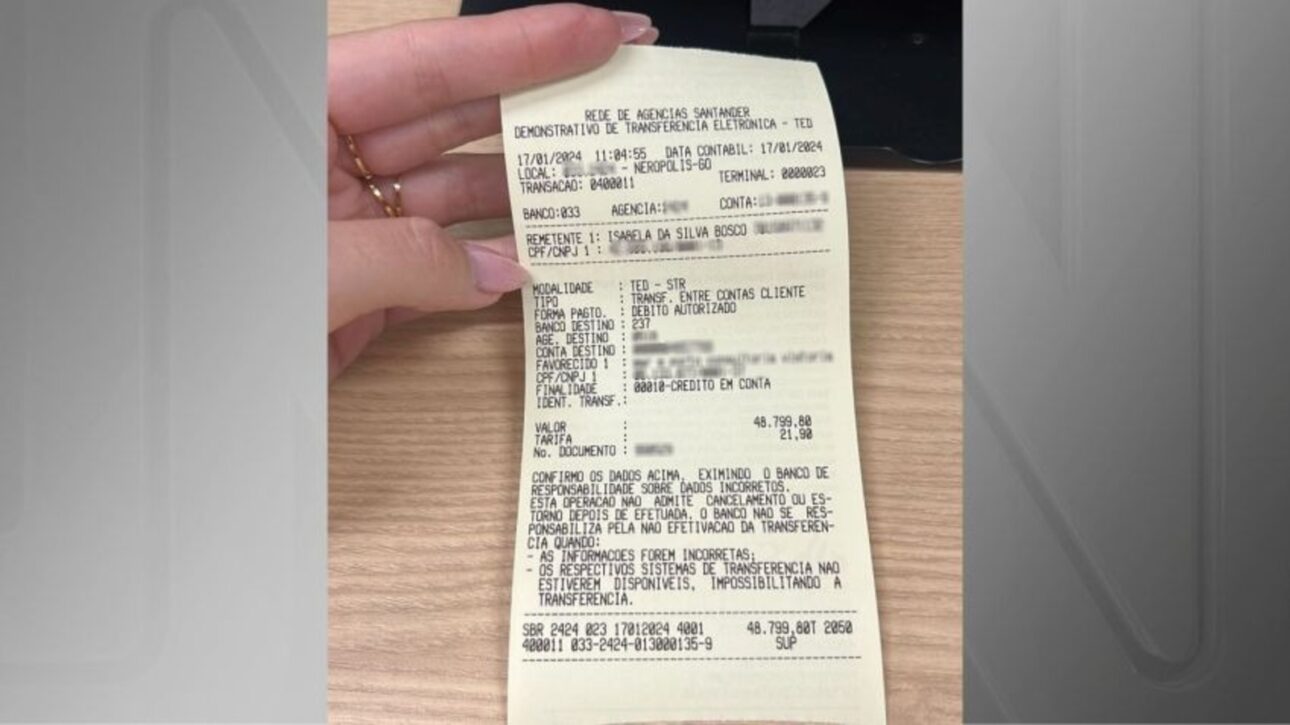 REDE DE AGENCIAS SANTANDER
DEMONSTRATIVO DE TRANSFERENCIA ELETRONICA - TED
17/01/2024 11:04:55 DATA CONTABIL: 17/01/2024
LOCAL: - NEROPOLIS-GO
TRANSACAO: 0400011 TERMINAL: 0000023
BANCO:033 AGENCIA: CONTA:
REMETENTE 1: ISABELA DA SILVA BOSCO
CPF/CNPJ 1 :
MODALIDADE : TED - STR
TIPO : TRANSF. ENTRE CONTAS CLIENTE
FORMA PAGTO. : DEBITO AUTORIZADO
BANCO DESTINO : 237
AGE. DESTINO :
CONTA DESTINO :
FAVORECIDO 1 :
CPF/CNPJ 1 :
FINALIDADE : 00010-CREDITO EM CONTA
IDENT. TRANSF.:
VALOR : 48.799,80
TARIFA : 21,90
No. DOCUMENTO :
CONFIRMO OS DADOS ACIMA, EXIMINDO O BANCO DE
RESPONSABILIDADE SOBRE DADOS INCORRETOS.
ESTA OPERACAO NAO ADMITE CANCELAMENTO OU ES-
TORNO DEPOIS DE EFETUADA. O BANCO NAO SE RES-
PONSABILIZA PELA NAO EFETIVACAO DA TRANSFEREN-
CIA QUANDO:
- AS INFORMACOES FOREM INCORRETAS;
- OS RESPECTIVOS SISTEMAS DE TRANSFERENCIA NAO
ESTIVEREM DISPONIVEIS, IMPOSSIBILITANDO A
TRANSFERENCIA.
SBR 2424 023 17012024 4001 48.799,80T 2050
400011 033-2424-013000135-9 SUP